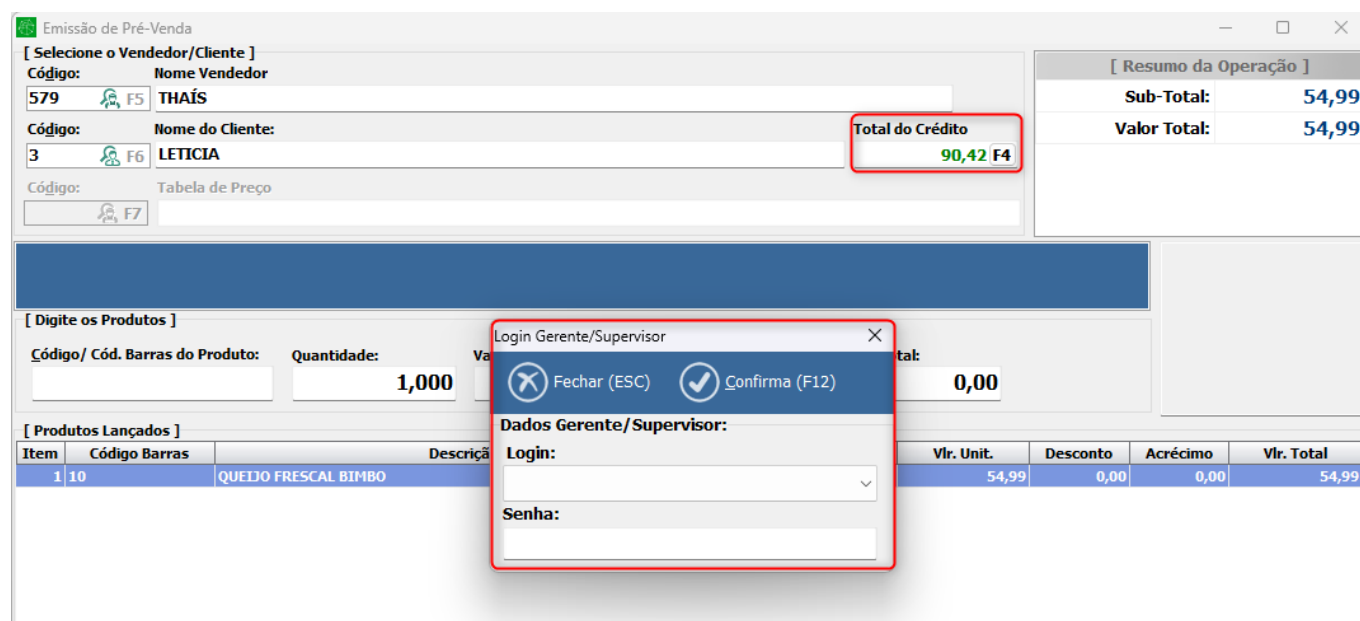 Emissão de Pré-Venda
[ Selecione o Vendedor/Cliente ]
Código: Nome Vendedor
579 F5 THAÍS
Código: Nome do Cliente: Total do Crédito
3 F6 LETICIA 90,42 F4
Código: Tabela de Preço
F7
[ Resumo da Operação ]
Sub-Total: 54,99
Valor Total: 54,99
[ Digite os Produtos ]
Código/ Cód. Barras do Produto: Quantidade:
1,000 0,00
Login Gerente/Supervisor
Fechar (ESC) Confirma (F12)
Dados Gerente/Supervisor:
Login:
Senha:
[ Produtos Lançados ]
Item Código Barras Vlr. Unit. Desconto Acrécimo Vlr. Total
1 10 QUEIJO FRESCAL BIMBO 54,99 0,00 0,00 54,99